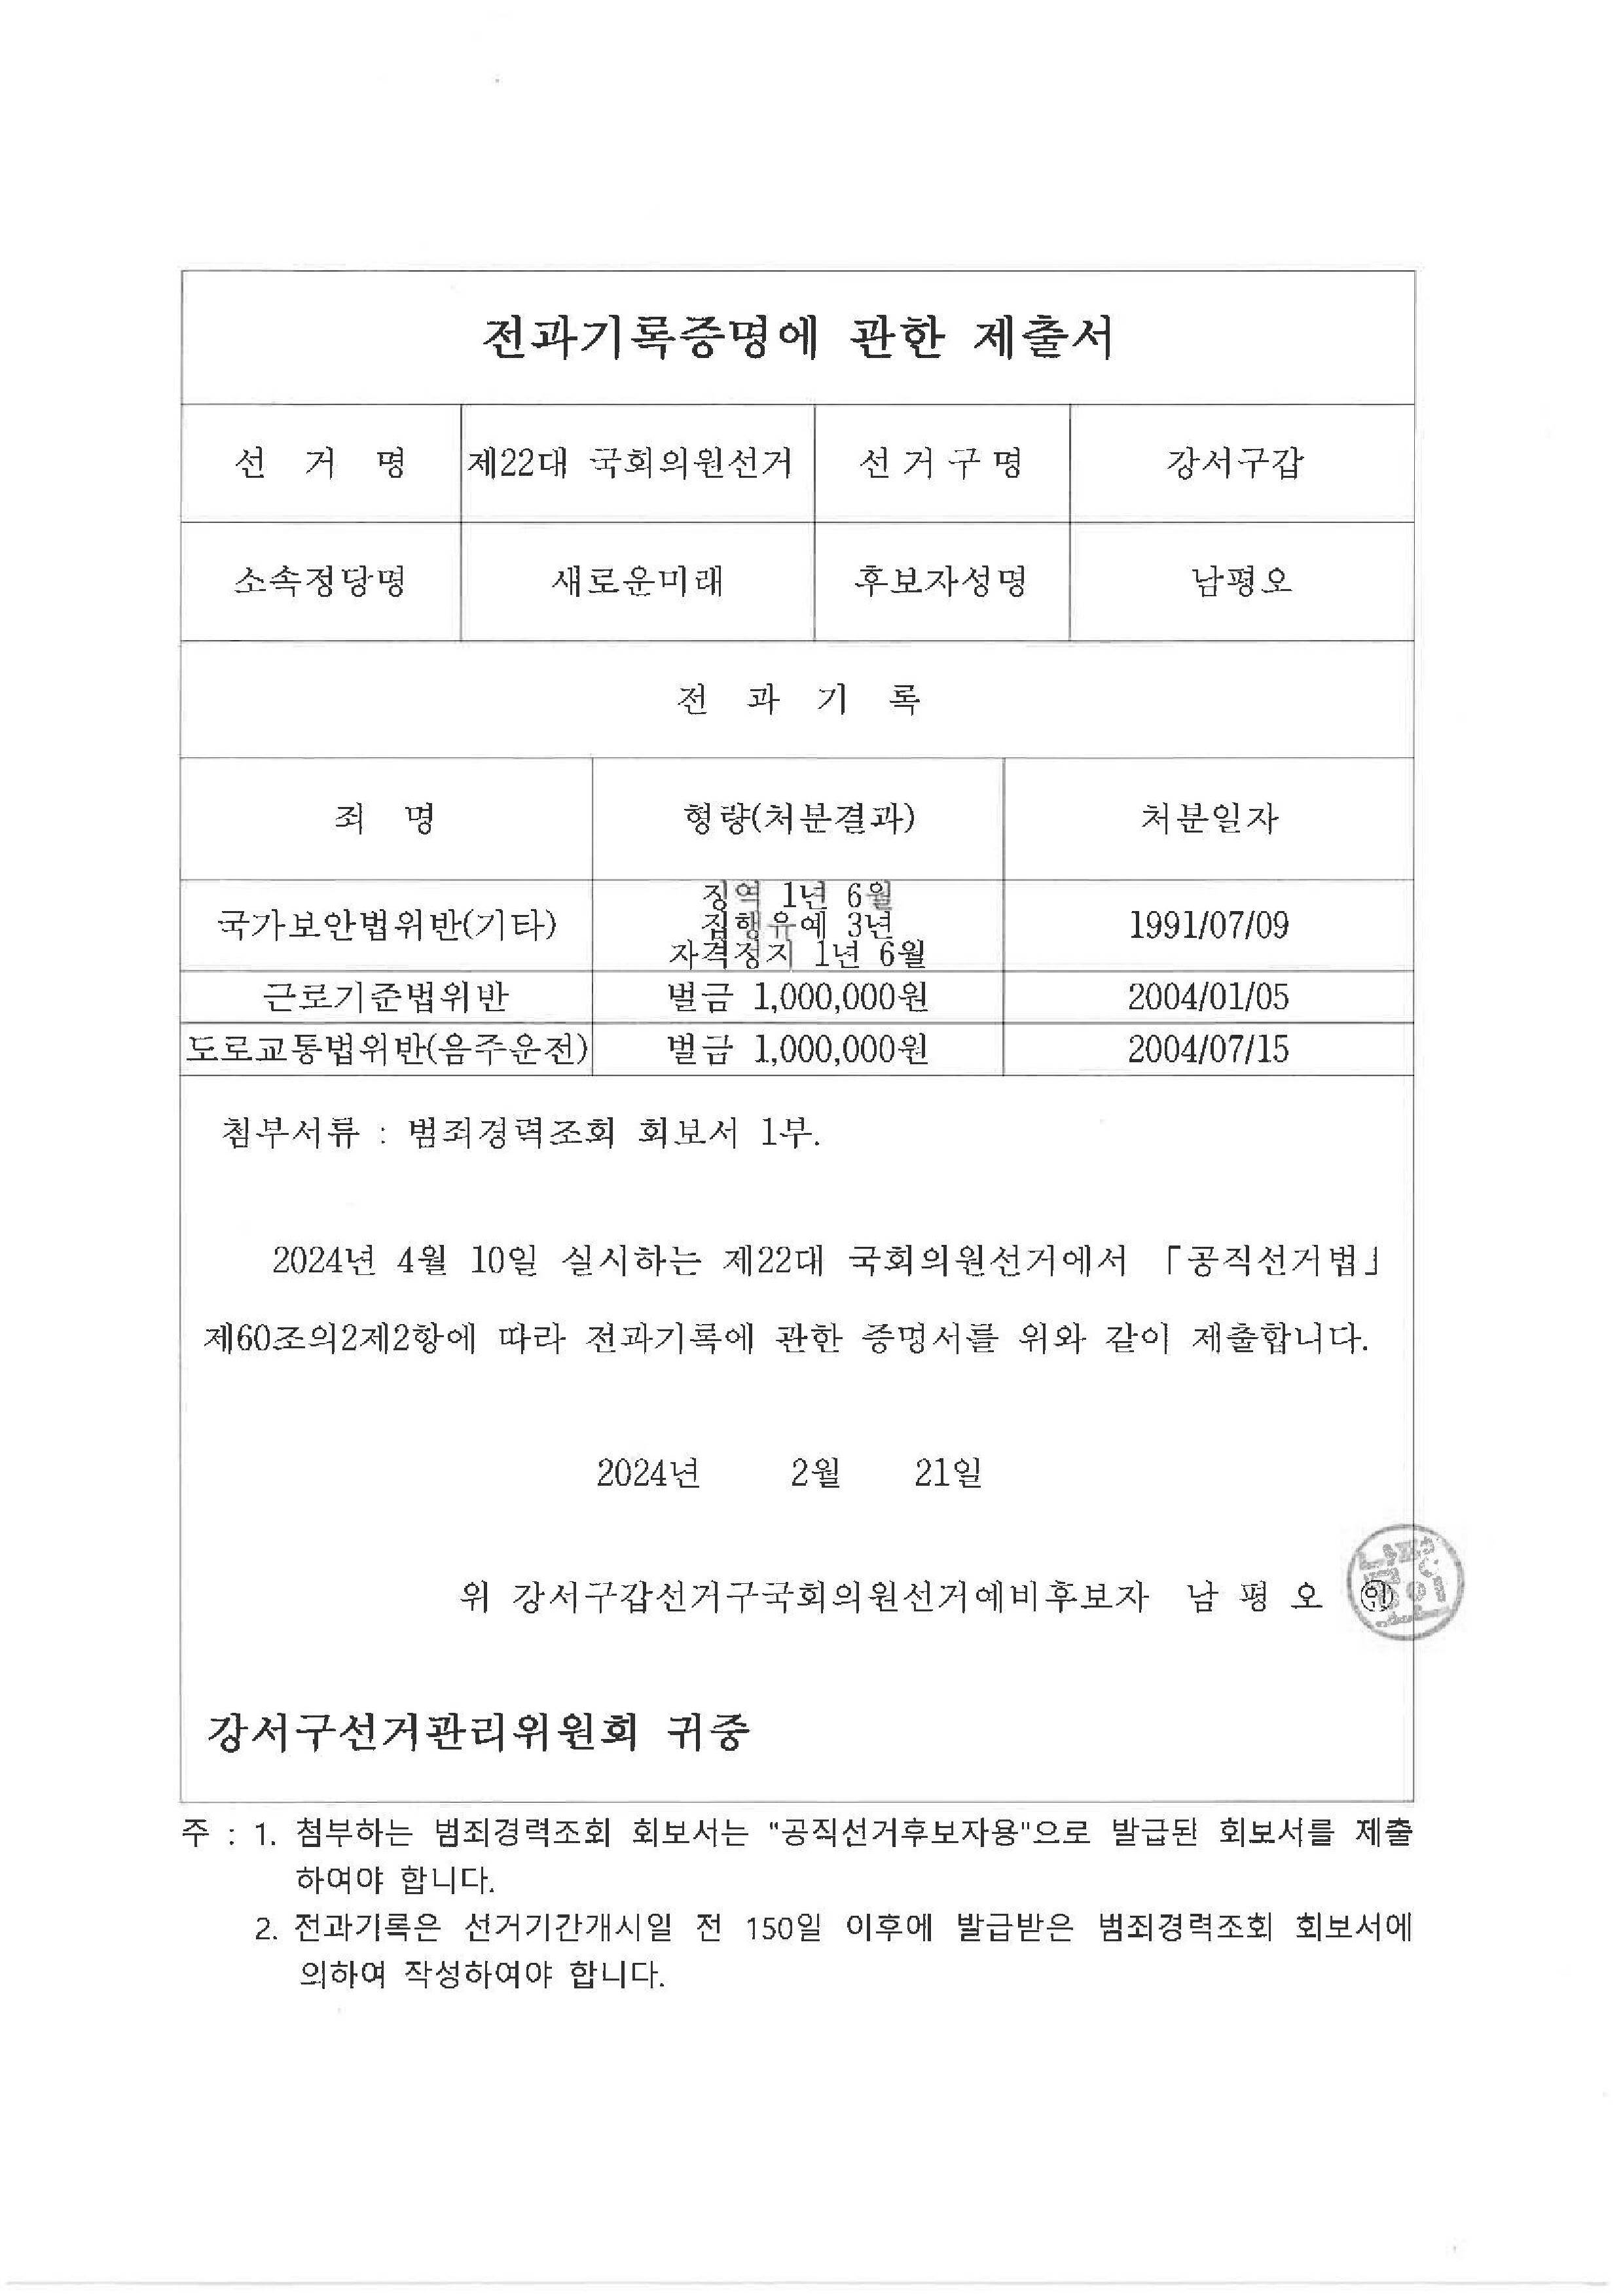 전과기록증명에 관한 제출서
선 거 명 제22대 국회의원선거 선 거 구 명 강서구갑
소속정당명 새로운미래 후보자성명 남평오
전 과 기 록
죄 명 형량(처분결과) 처분일자
국가보안법위반(기타) 징역 1년 6월 집행유예 3년 자격정지 1년 6월 1991/07/09
근로기준법위반 벌금 1,000,000원 2004/01/05
도로교통법위반(음주운전) 벌금 1,000,000원 2004/07/15
첨부서류 : 범죄경력조회 회보서 1부.
2024년 4월 10일 실시하는 제22대 국회의원선거에서 「공직선거법」
제60조의2제2항에 따라 전과기록에 관한 증명서를 위와 같이 제출합니다.
2024년 2월 21일
위 강서구갑선거구국회의원선거예비후보자 남 평 오 ㊞
강서구선거관리위원회 귀중
주 : 1. 첨부하는 범죄경력조회 회보서는 "공직선거후보자용"으로 발급된 회보서를 제출
하여야 합니다.
2. 전과기록은 선거기간개시일 전 150일 이후에 발급받은 범죄경력조회 회보서에
의하여 작성하여야 합니다.